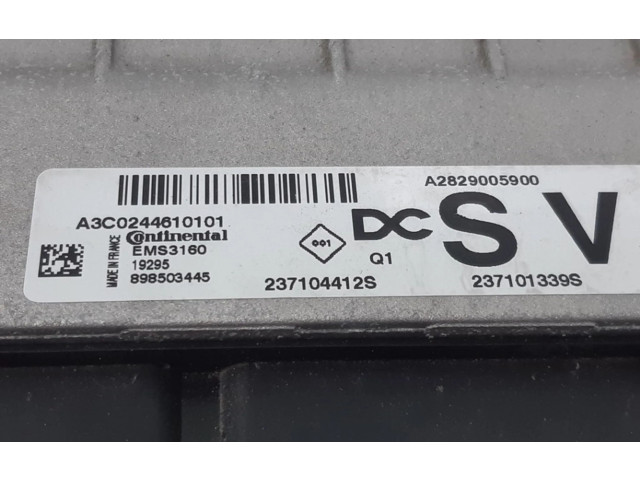 A2829005900
A3C0244610101
Continental
EMS3160
19295
898503445
MADE IN FRANCE
001
DC
Q1
S V
237104412S
237101339S